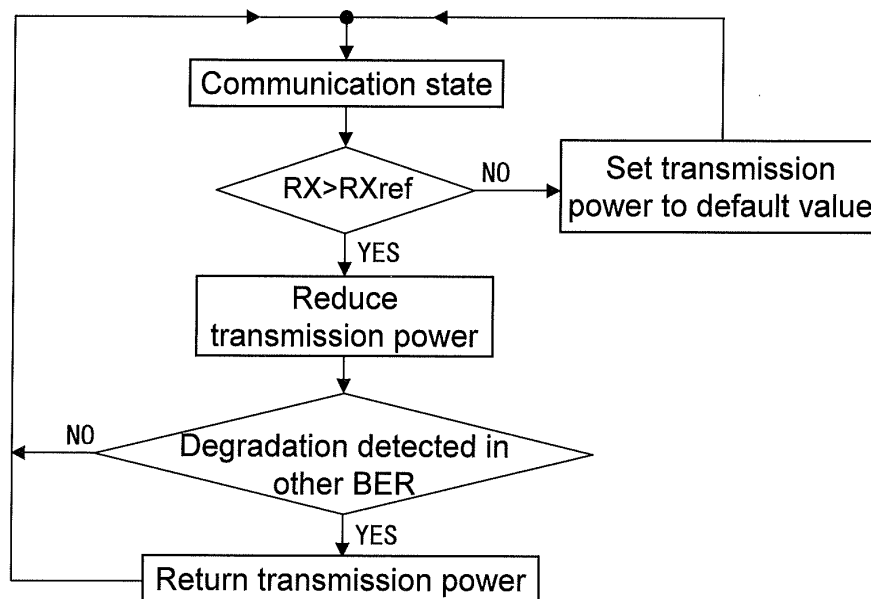 Communication state
RX>RXref
NO
Set transmission
power to default value
YES
Reduce
transmission power
NO
Degradation detected in
other BER
YES
Return transmission power